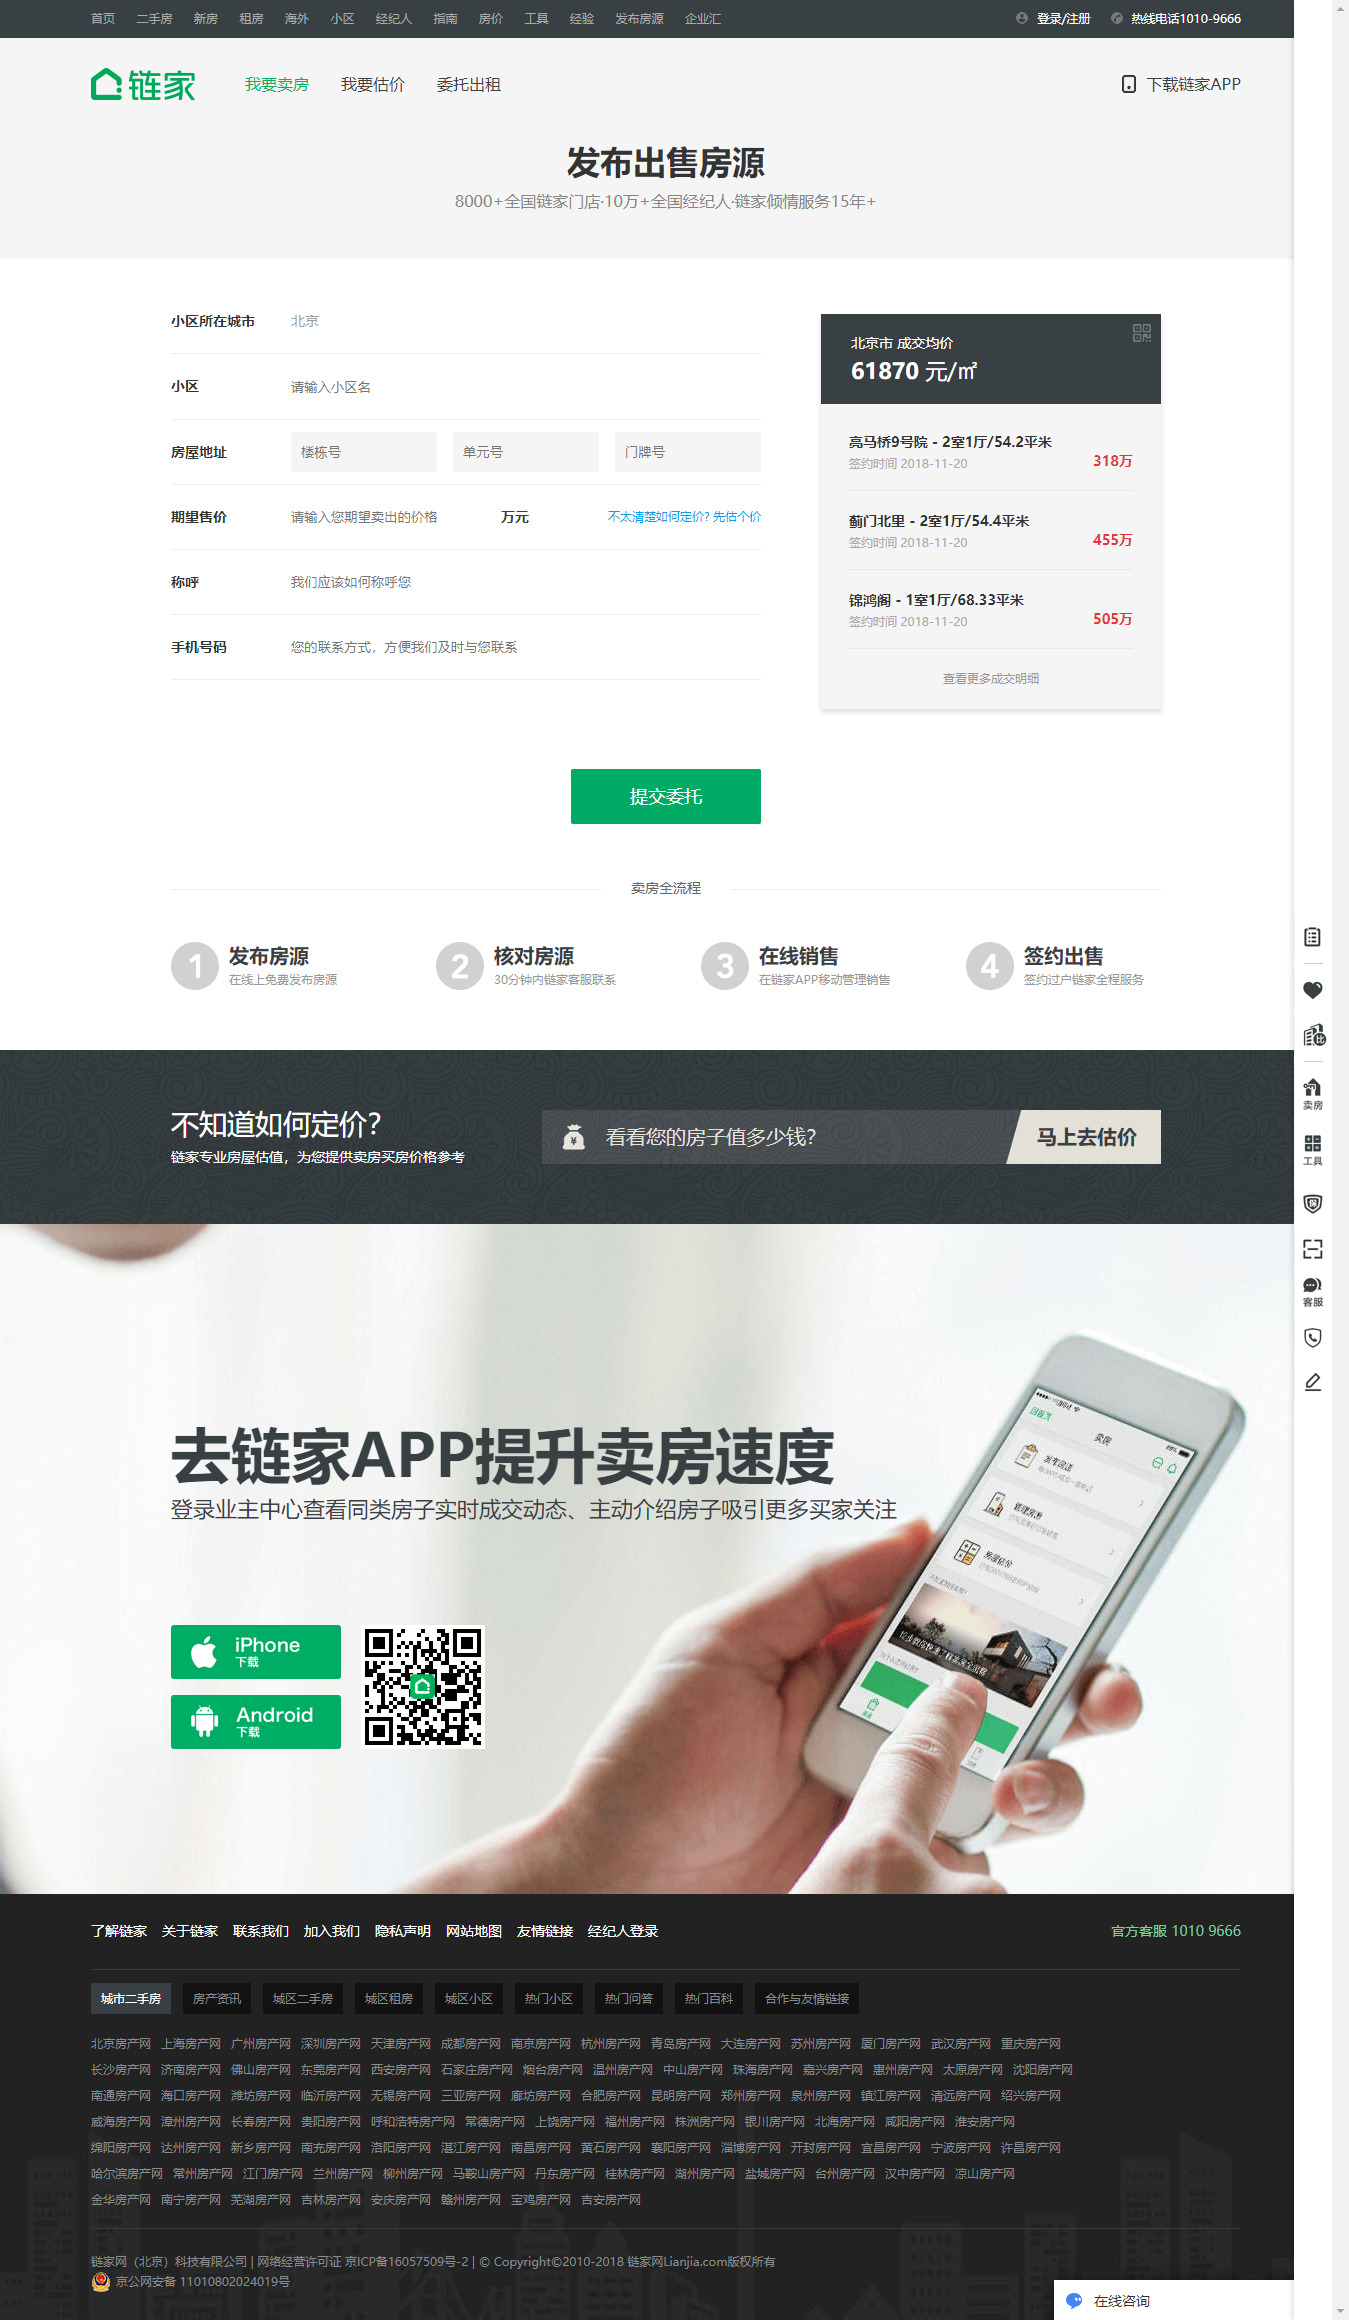 首页 二手房 新房 租房 海外 小区 经纪人 指南 房价 工具 经验 发布房源 企业汇 登录/注册 热线电话1010-9666
链家 我要卖房 我要估价 委托出租 下载链家APP
发布出售房源
8000+全国链家门店·10万+全国经纪人·链家倾情服务15年+
小区所在城市 北京
小区 请输入小区名
房屋地址 楼栋号 单元号 门牌号
期望售价 请输入您期望卖出的价格 万元 不太清楚如何定价? 先估个价
称呼 我们应该如何称呼您
手机号码 您的联系方式，方便我们及时与您联系
北京市 成交均价
61870 元/㎡
亮马桥9号院 - 2室1厅/54.2平米
签约时间 2018-11-20 318万
蓟门北里 - 2室1厅/54.4平米
签约时间 2018-11-20 455万
锦鸿阁 - 1室1厅/68.33平米
签约时间 2018-11-20 505万
查看更多成交明细
提交委托
卖房全流程
1 发布房源
在线上免费发布房源
2 核对房源
30分钟内链家客服联系
3 在线销售
在链家APP移动管理销售
4 签约出售
签约过户链家全程服务
卖房
工具
客服
不知道如何定价?
链家专业房屋估值，为您提供卖房买房价格参考
看看您的房子值多少钱? 马上去估价
去链家APP提升卖房速度
登录业主中心查看同类房子实时成交动态、主动介绍房子吸引更多买家关注
iPhone
下载
Android
下载
卖房
管理房源
房屋估价
了解链家 关于链家 联系我们 加入我们 隐私声明 网站地图 友情链接 经纪人登录 官方客服 1010 9666
城市二手房 房产资讯 城区二手房 城区租房 城区小区 热门小区 热门问答 热门百科 合作与友情链接
北京房产网 上海房产网 广州房产网 深圳房产网 天津房产网 成都房产网 南京房产网 杭州房产网 青岛房产网 大连房产网 苏州房产网 厦门房产网 武汉房产网 重庆房产网
长沙房产网 济南房产网 佛山房产网 东莞房产网 西安房产网 石家庄房产网 烟台房产网 温州房产网 中山房产网 珠海房产网 嘉兴房产网 惠州房产网 太原房产网 沈阳房产网
南通房产网 海口房产网 潍坊房产网 临沂房产网 无锡房产网 三亚房产网 廊坊房产网 合肥房产网 昆明房产网 郑州房产网 泉州房产网 镇江房产网 清远房产网 绍兴房产网
威海房产网 漳州房产网 长春房产网 贵阳房产网 呼和浩特房产网 常德房产网 上饶房产网 福州房产网 株洲房产网 银川房产网 北海房产网 咸阳房产网 淮安房产网
绵阳房产网 达州房产网 新乡房产网 南充房产网 洛阳房产网 湛江房产网 南昌房产网 黄石房产网 襄阳房产网 淄博房产网 开封房产网 宜昌房产网 宁波房产网 许昌房产网
哈尔滨房产网 常州房产网 江门房产网 兰州房产网 柳州房产网 马鞍山房产网 丹东房产网 桂林房产网 湖州房产网 盐城房产网 台州房产网 汉中房产网 凉山房产网
金华房产网 南宁房产网 芜湖房产网 吉林房产网 安庆房产网 赣州房产网 宝鸡房产网 吉安房产网
链家网（北京）科技有限公司 | 网络经营许可证 京ICP备16057509号-2 | © Copyright©2010-2018 链家网Lianjia.com版权所有
京公网安备 11010802024019号
在线咨询